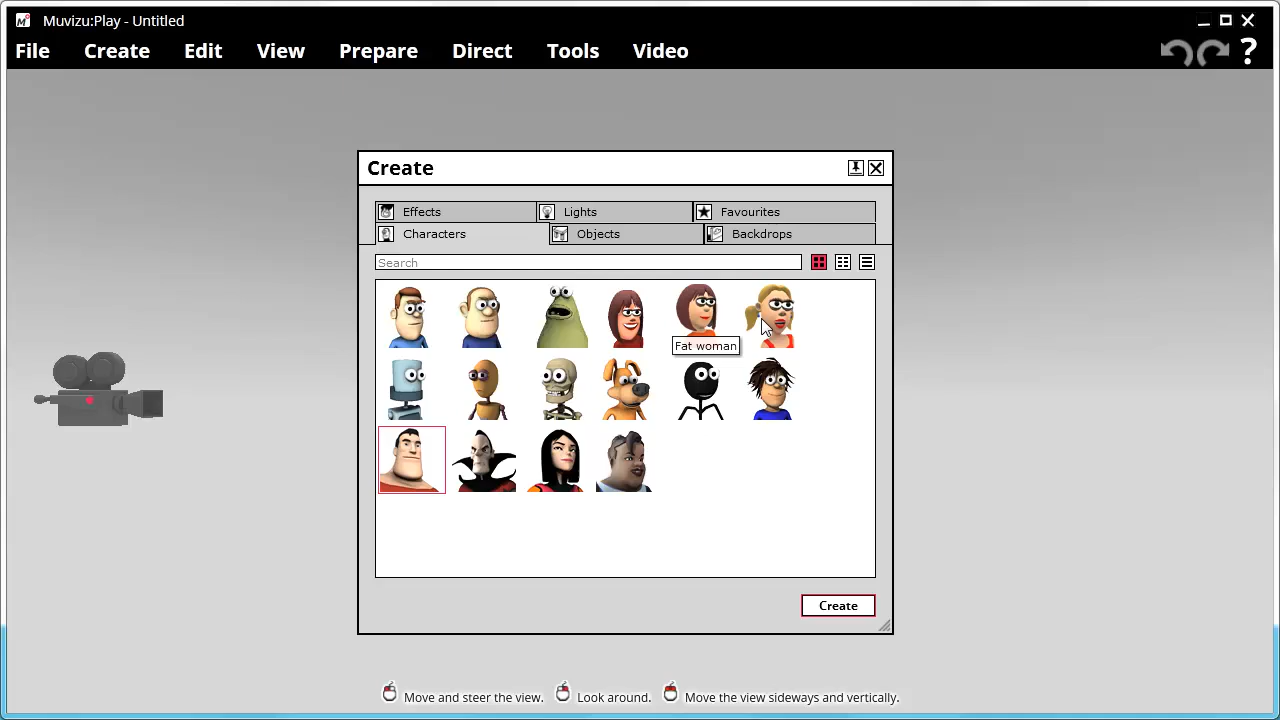 Muvizu:Play - Untitled
File Create Edit View Prepare Direct Tools Video ?
Create
Effects Lights Favourites
Characters Objects Backdrops
Search
Fat woman
Create
Move and steer the view. Look around. Move the view sideways and vertically.